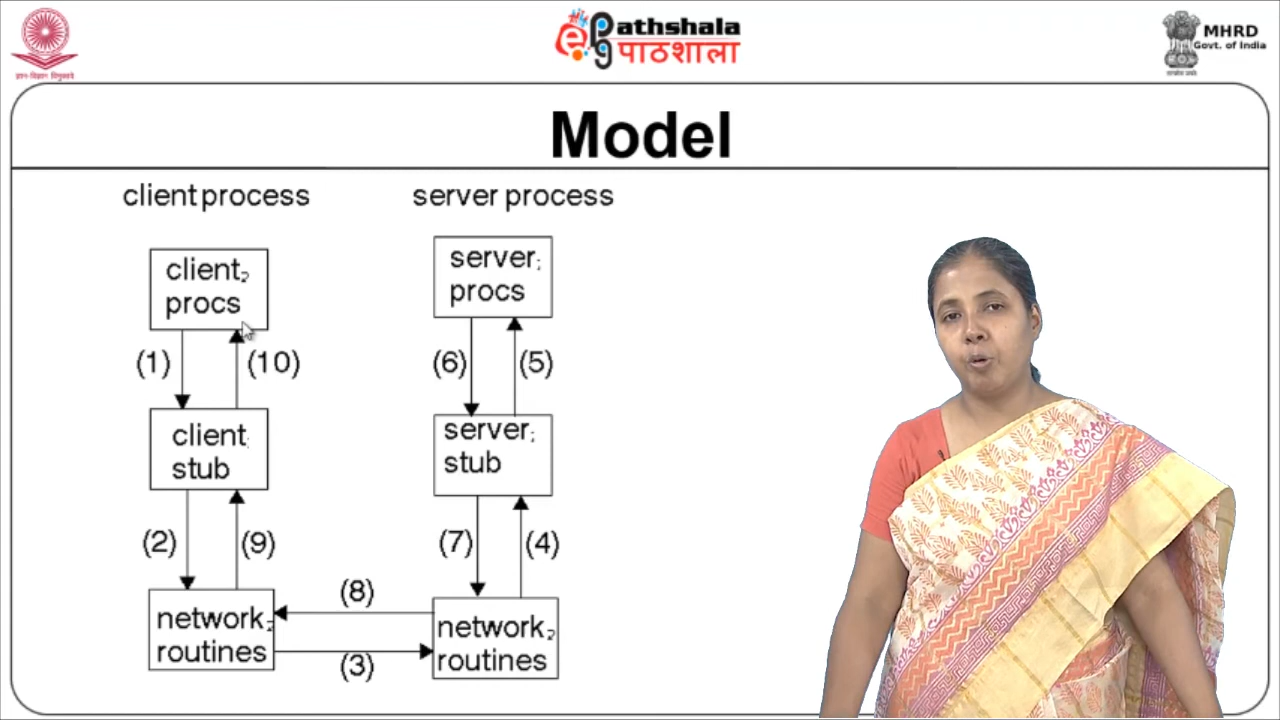 ePathshala
पाठशाला
MHRD
Govt. of India
Model
client process
server process
client
procs
server
procs
(1)
(10)
(6)
(5)
client
stub
server
stub
(2)
(9)
(7)
(4)
(8)
network
routines
network
routines
(3)